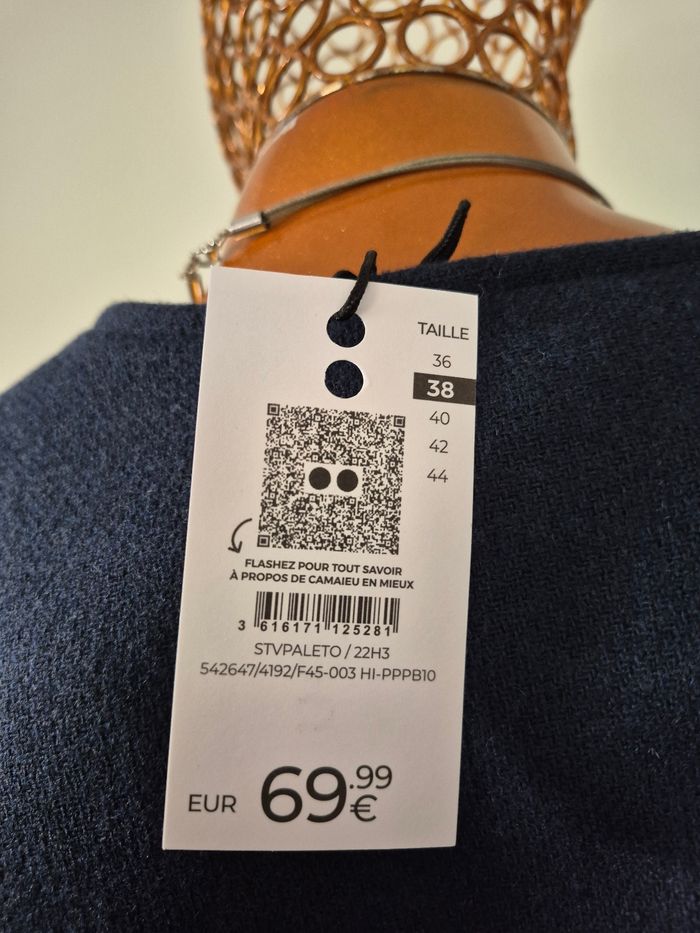 TAILLE
36
38
40
42
44
FLASHEZ POUR TOUT SAVOIR
À PROPOS DE CAMAIEU EN MIEUX
3 616171 125281
STVPALETO / 22H3
542647/4192/F45-003 HI-PPPB10
EUR 69.99€